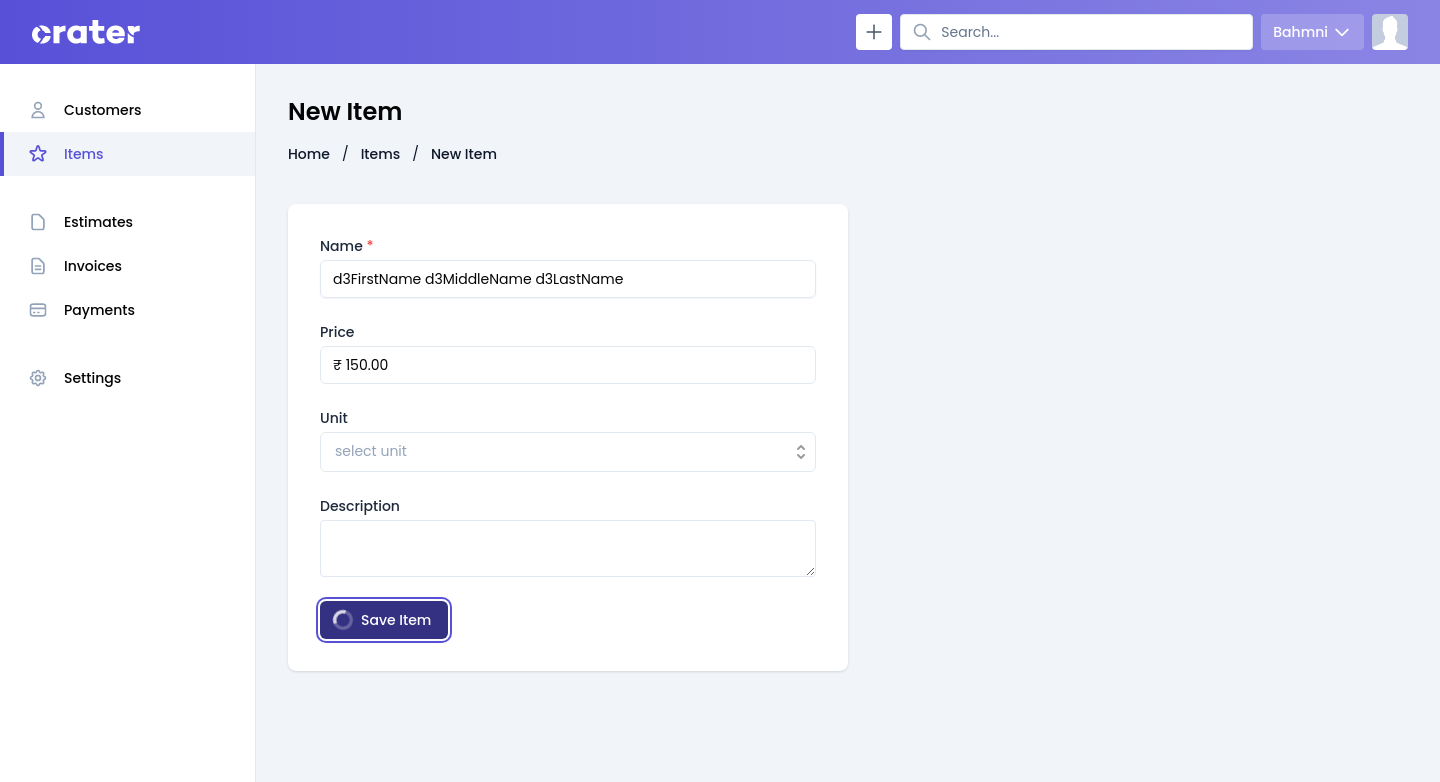 crater
Search...
Bahmni
Customers
Items
Estimates
Invoices
Payments
Settings
New Item
Home / Items / New Item
Name *
d3FirstName d3MiddleName d3LastName
Price
₹ 150.00
Unit
select unit
Description
Save Item